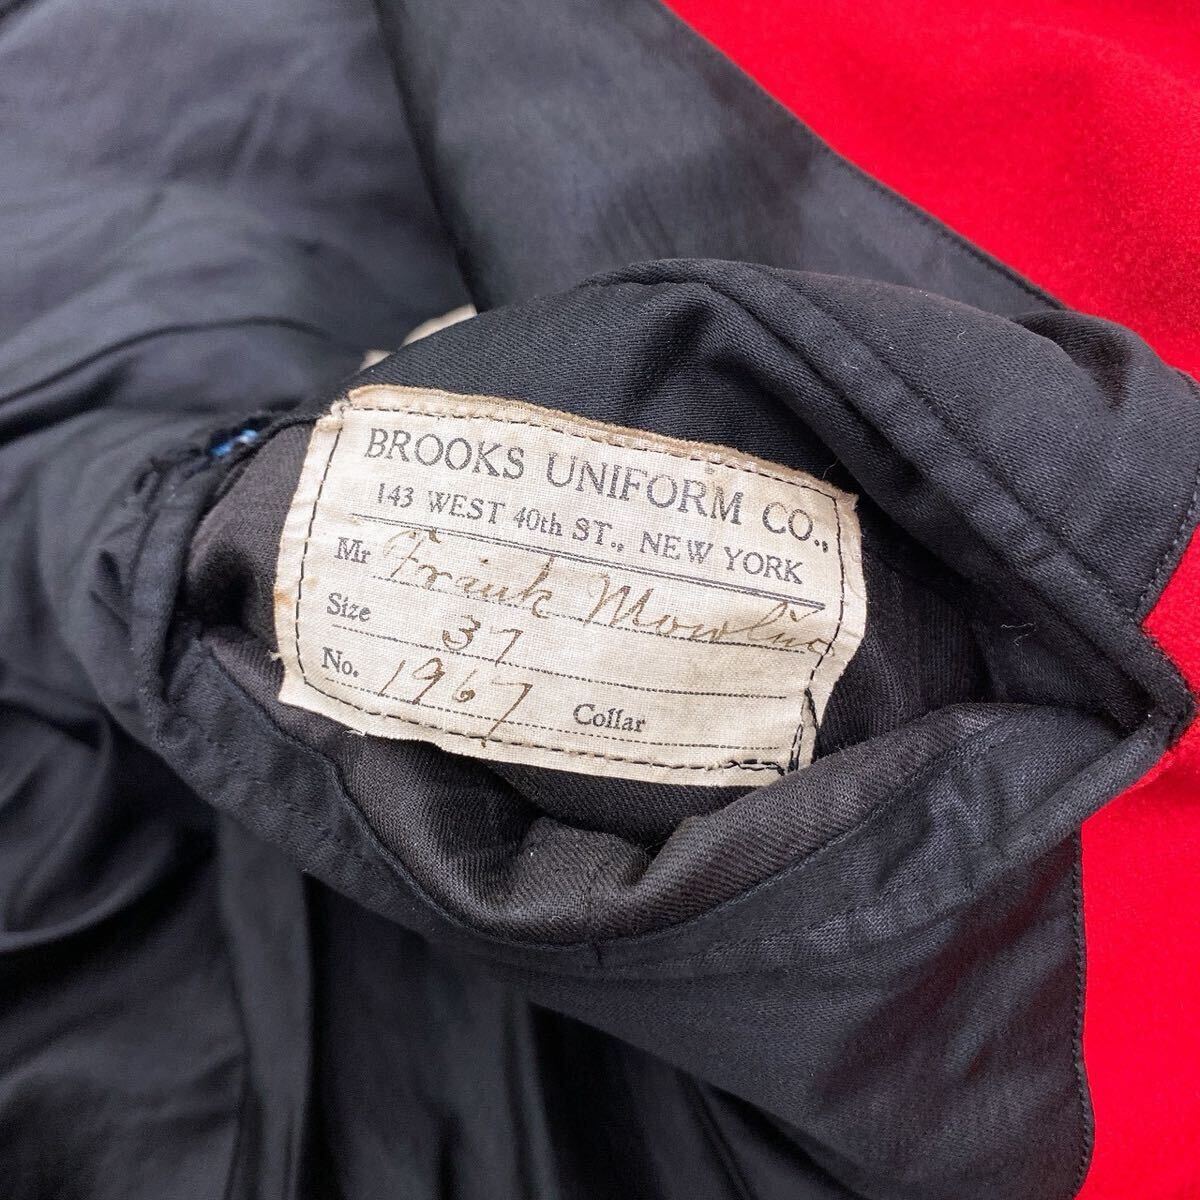 BROOKS UNIFORM CO.,
143 WEST 40th ST., NEW YORK
Mr Frank
Size 37
No. 1967 Collar